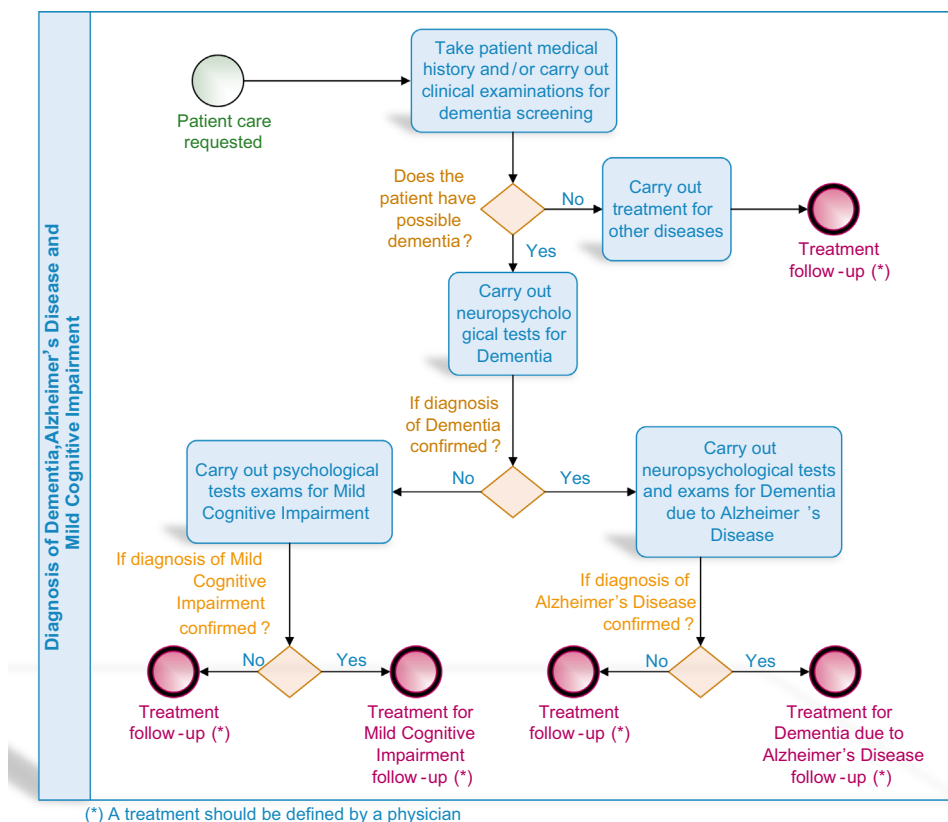 Diagnosis of Dementia,Alzheimer's Disease and
Mild Cognitive Impairment
Patient care
requested
Take patient medical
history and/or carry out
clinical examinations for
dementia screening
Does the
patient have
possible
dementia ?
No
Carry out
treatment for
other diseases
Treatment
follow-up (*)
Yes
Carry out
neuropsycholo
gical tests for
Dementia
If diagnosis
of Dementia
confirmed ?
No
Yes
Carry out psychological
tests exams for Mild
Cognitive Impairment
Carry out
neuropsychological tests
and exams for Dementia
due to Alzheimer 's
Disease
If diagnosis of Mild
Cognitive
Impairment
confirmed ?
No
Yes
Treatment
follow-up (*)
Treatment for
Mild Cognitive
Impairment
follow-up (*)
If diagnosis of
Alzheimer's Disease
confirmed ?
No
Yes
Treatment
follow-up (*)
Treatment for
Dementia due to
Alzheimer's Disease
follow-up (*)
(*) A treatment should be defined by a physician